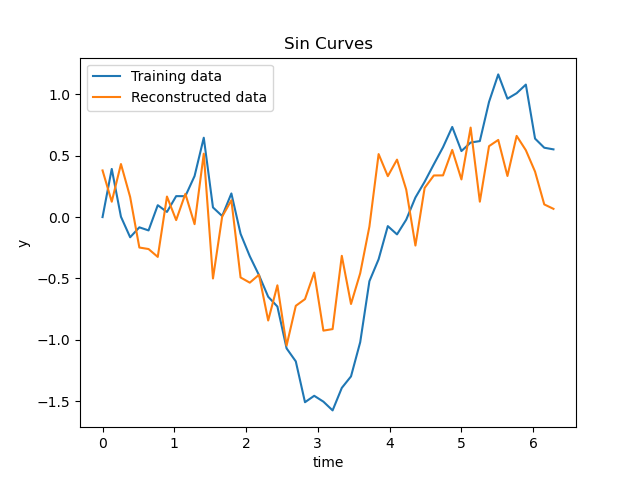 Sin Curves
Training data
Reconstructed data
1.0
0.5
0.0
−0.5
−1.0
−1.5
y
0 1 2 3 4 5 6
time